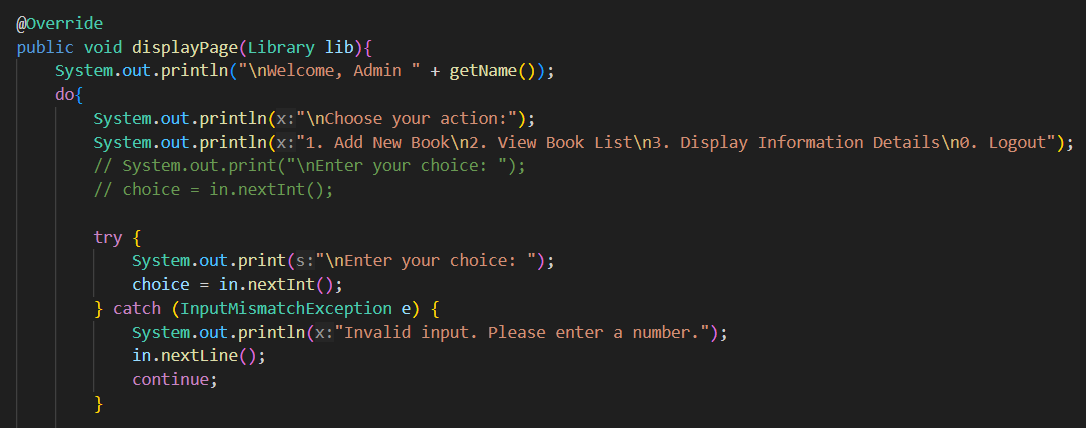 @Override
public void displayPage(Library lib){
    System.out.println("\nWelcome, Admin " + getName());
    do{
        System.out.println(x:"\nChoose your action:");
        System.out.println(x:"1. Add New Book\n2. View Book List\n3. Display Information Details\n0. Logout");
        // System.out.print("\nEnter your choice: ");
        // choice = in.nextInt();

        try {
            System.out.print(s:"\nEnter your choice: ");
            choice = in.nextInt();
        } catch (InputMismatchException e) {
            System.out.println(x:"Invalid input. Please enter a number.");
            in.nextLine();
            continue;
        }